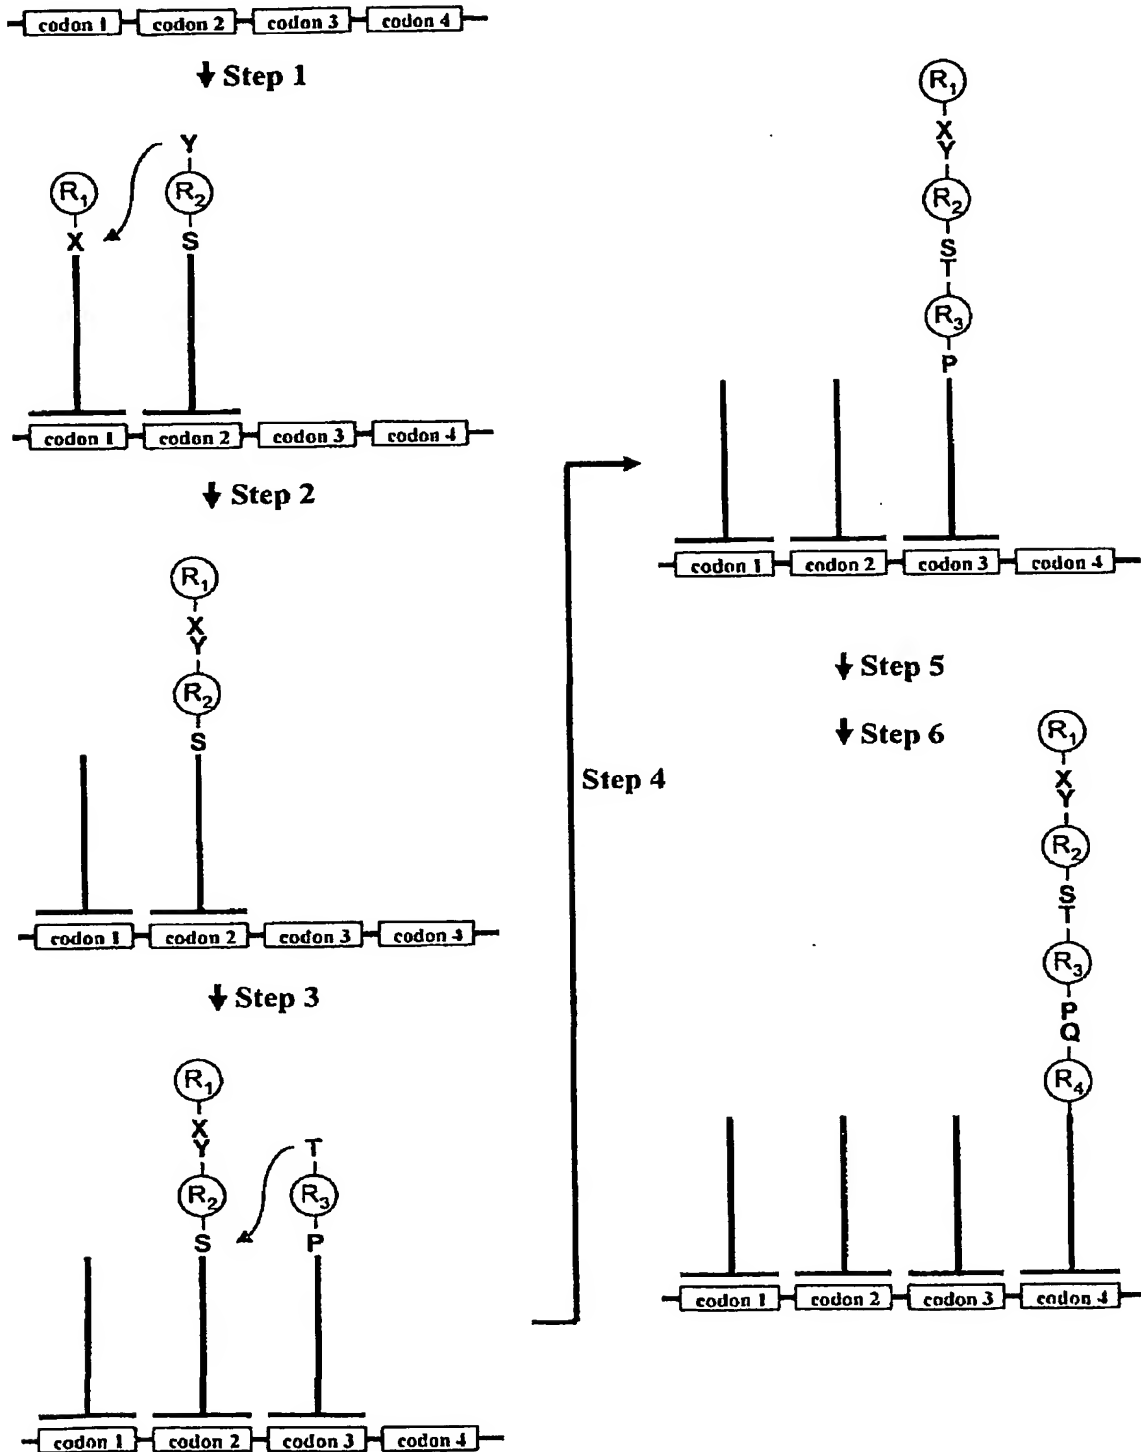 codon 1 codon 2 codon 3 codon 4
Step 1
Y
R1 R2
X S
codon 1 codon 2 codon 3 codon 4
Step 2
R1
X
Y
R2
S
codon 1 codon 2 codon 3 codon 4
Step 3
R1
X
Y T
R2 R3
S P
codon 1 codon 2 codon 3 codon 4
Step 4
R1
X
Y
R2
S
T
R3
P
codon 1 codon 2 codon 3 codon 4
Step 5
Step 6
R1
X
Y
R2
S
T
R3
P
Q
R4
codon 1 codon 2 codon 3 codon 4